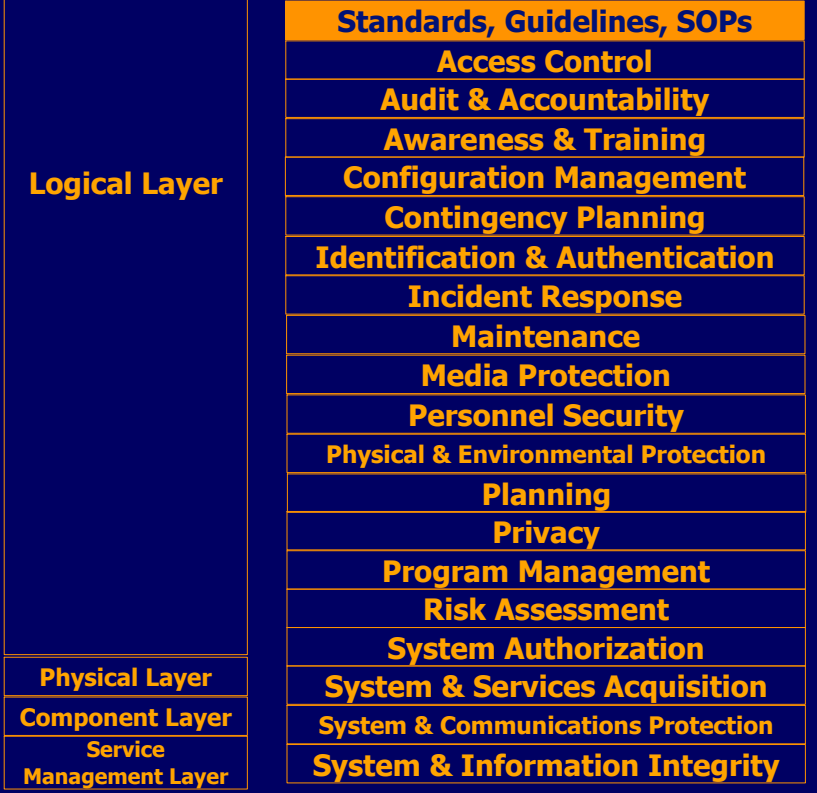 Logical Layer
Physical Layer
Component Layer
Service
Management Layer
Standards, Guidelines, SOPs
Access Control
Audit & Accountability
Awareness & Training
Configuration Management
Contingency Planning
Identification & Authentication
Incident Response
Maintenance
Media Protection
Personnel Security
Physical & Environmental Protection
Planning
Privacy
Program Management
Risk Assessment
System Authorization
System & Services Acquisition
System & Communications Protection
System & Information Integrity